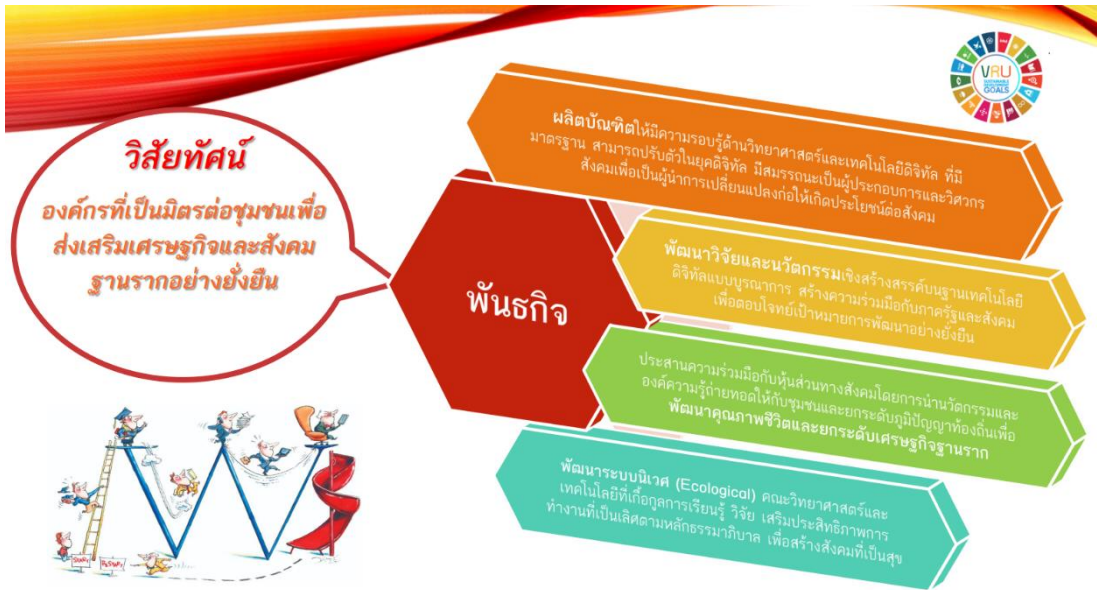 วิสัยทัศน์
องค์กรที่เป็นมิตรต่อชุมชนเพื่อ
ส่งเสริมเศรษฐกิจและสังคม
ฐานรากอย่างยั่งยืน
VRU
SUSTAINABLE
DEVELOPMENT
GOALS
พันธกิจ
ผลิตบัณฑิตให้มีความรอบรู้ด้านวิทยาศาสตร์และเทคโนโลยีดิจิทัล ที่มี
มาตรฐาน สามารถปรับตัวในยุคดิจิทัล มีสมรรถนะเป็นผู้ประกอบการและวิศวกร
สังคมเพื่อเป็นผู้นำการเปลี่ยนแปลงก่อให้เกิดประโยชน์ต่อสังคม
พัฒนาวิจัยและนวัตกรรมเชิงสร้างสรรค์บนฐานเทคโนโลยี
ดิจิทัลแบบบูรณาการ สร้างความร่วมมือกับภาครัฐและสังคม
เพื่อตอบโจทย์เป้าหมายการพัฒนาอย่างยั่งยืน
ประสานความร่วมมือกับหุ้นส่วนทางสังคมโดยการนำนวัตกรรมและ
องค์ความรู้ถ่ายทอดให้กับชุมชนและยกระดับภูมิปัญญาท้องถิ่นเพื่อ
พัฒนาคุณภาพชีวิตและยกระดับเศรษฐกิจฐานราก
พัฒนาระบบนิเวศ (Ecological) คณะวิทยาศาสตร์และ
เทคโนโลยีที่เกื้อกูลการเรียนรู้ วิจัย เสริมประสิทธิภาพการ
ทำงานที่เป็นเลิศตามหลักธรรมาภิบาล เพื่อสร้างสังคมที่เป็นสุข